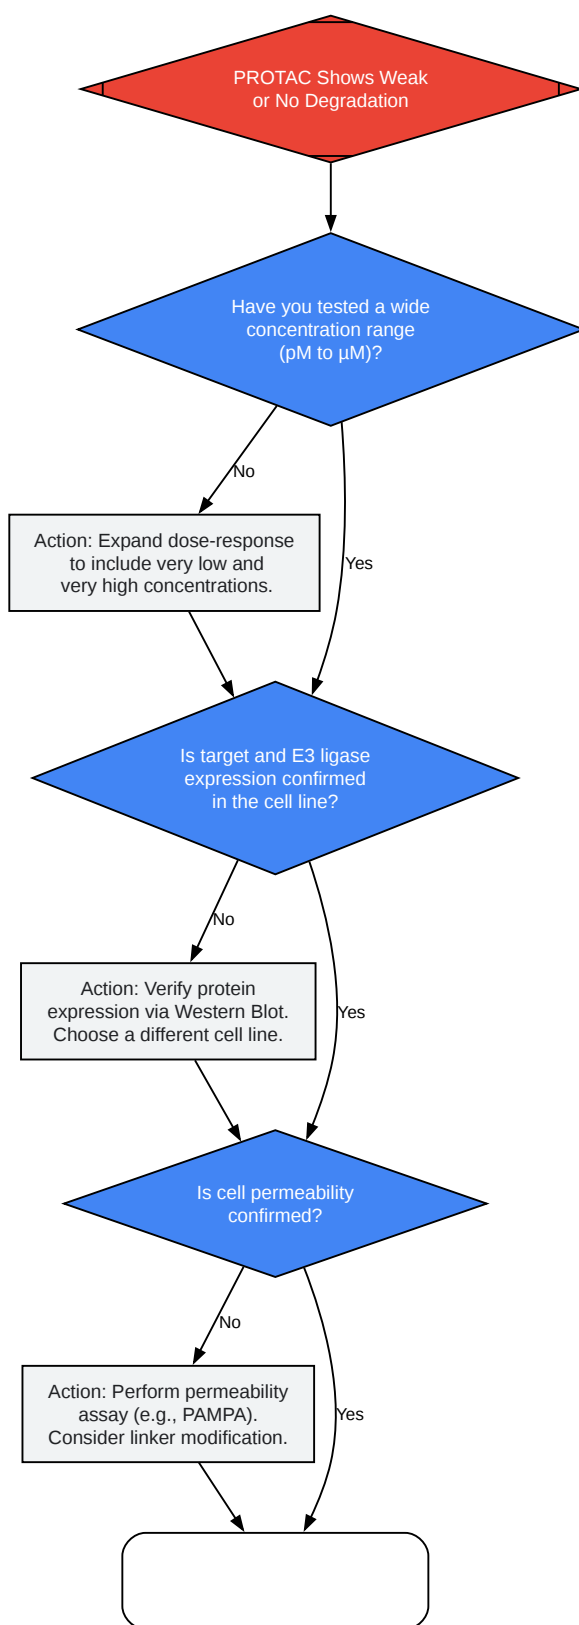 PROTAC Shows Weak
or No Degradation
Have you tested a wide
concentration range
(pM to µM)?
No
Action: Expand dose-response
to include very low and
very high concentrations.
Yes
Is target and E3 ligase
expression confirmed
in the cell line?
No
Action: Verify protein
expression via Western Blot.
Choose a different cell line.
Yes
Is cell permeability
confirmed?
No
Action: Perform permeability
assay (e.g., PAMPA).
Consider linker modification.
Yes